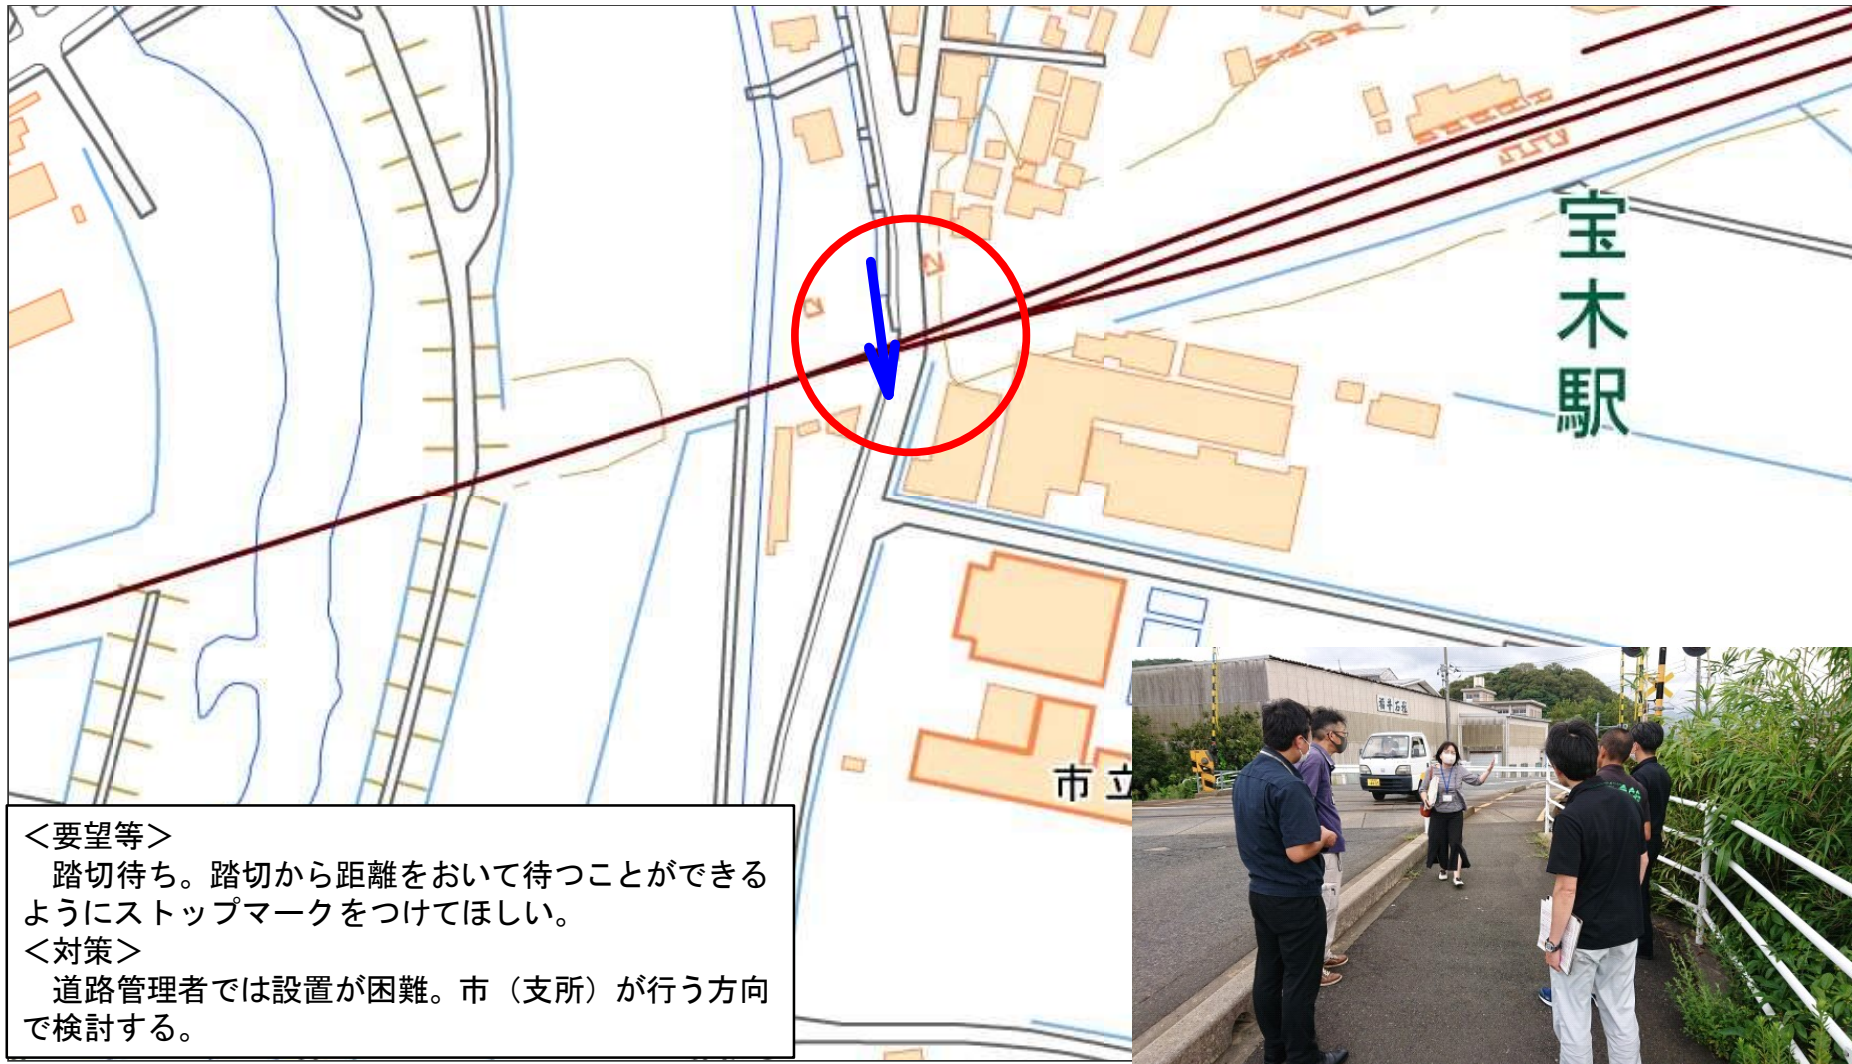 宝木駅
市立
＜要望等＞
　踏切待ち。踏切から距離をおいて待つことができる
ようにストップマークをつけてほしい。
＜対策＞
　道路管理者では設置が困難。市（支所）が行う方向
で検討する。